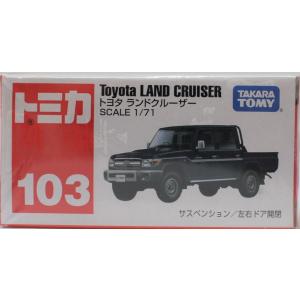 トミカ
103
Toyota LAND CRUISER
トヨタ ランドクルーザー
SCALE 1/71
TAKARA
TOMY
サスペンション／左右ドア開閉